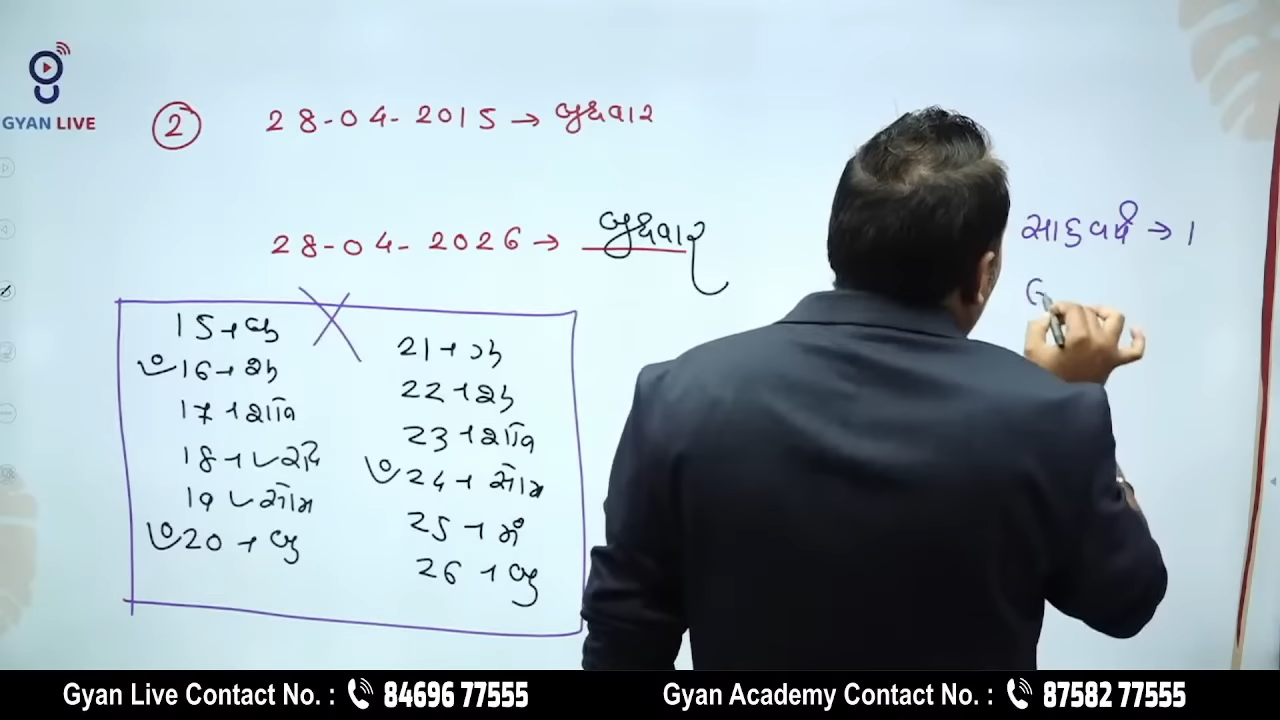 GYAN LIVE
2 28-04-2015 → બુધવાર
28-04-2026 → બુધવાર
15 → બુ
16 → શુ
17 → શનિ
18 → રવિ
19 સોમ
20 → બુ
21 → ગુ
22 → શુ
23 → શનિ
24 → સોમ
25 → મં
26 → બુ
સાદુ વર્ષ → 1
Gyan Live Contact No. : 84696 77555
Gyan Academy Contact No. : 87582 77555